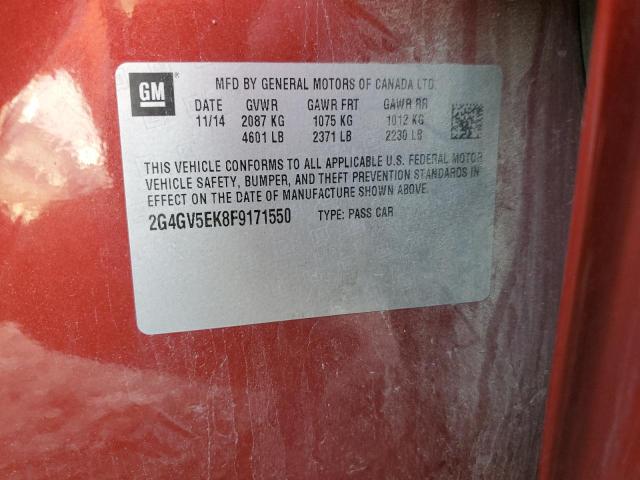 GM
MFD BY GENERAL MOTORS OF CANADA LTD.
DATE GVWR GAWR FRT GAWR RR
11/14 2087 KG 1075 KG 1012 KG
4601 LB 2371 LB 2230 LB
THIS VEHICLE CONFORMS TO ALL APPLICABLE U.S. FEDERAL MOTOR
VEHICLE SAFETY, BUMPER, AND THEFT PREVENTION STANDARDS IN
EFFECT ON THE DATE OF MANUFACTURE SHOWN ABOVE.
2G4GV5EK8F9171550 TYPE: PASS CAR